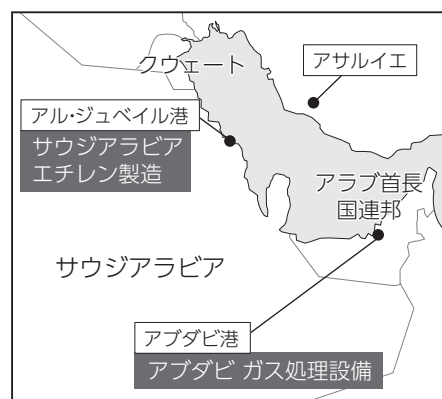 クウェート
アサルイエ
アル・ジュベイル港
サウジアラビア
エチレン製造
アラブ首長
国連邦
サウジアラビア
アブダビ港
アブダビ ガス処理設備